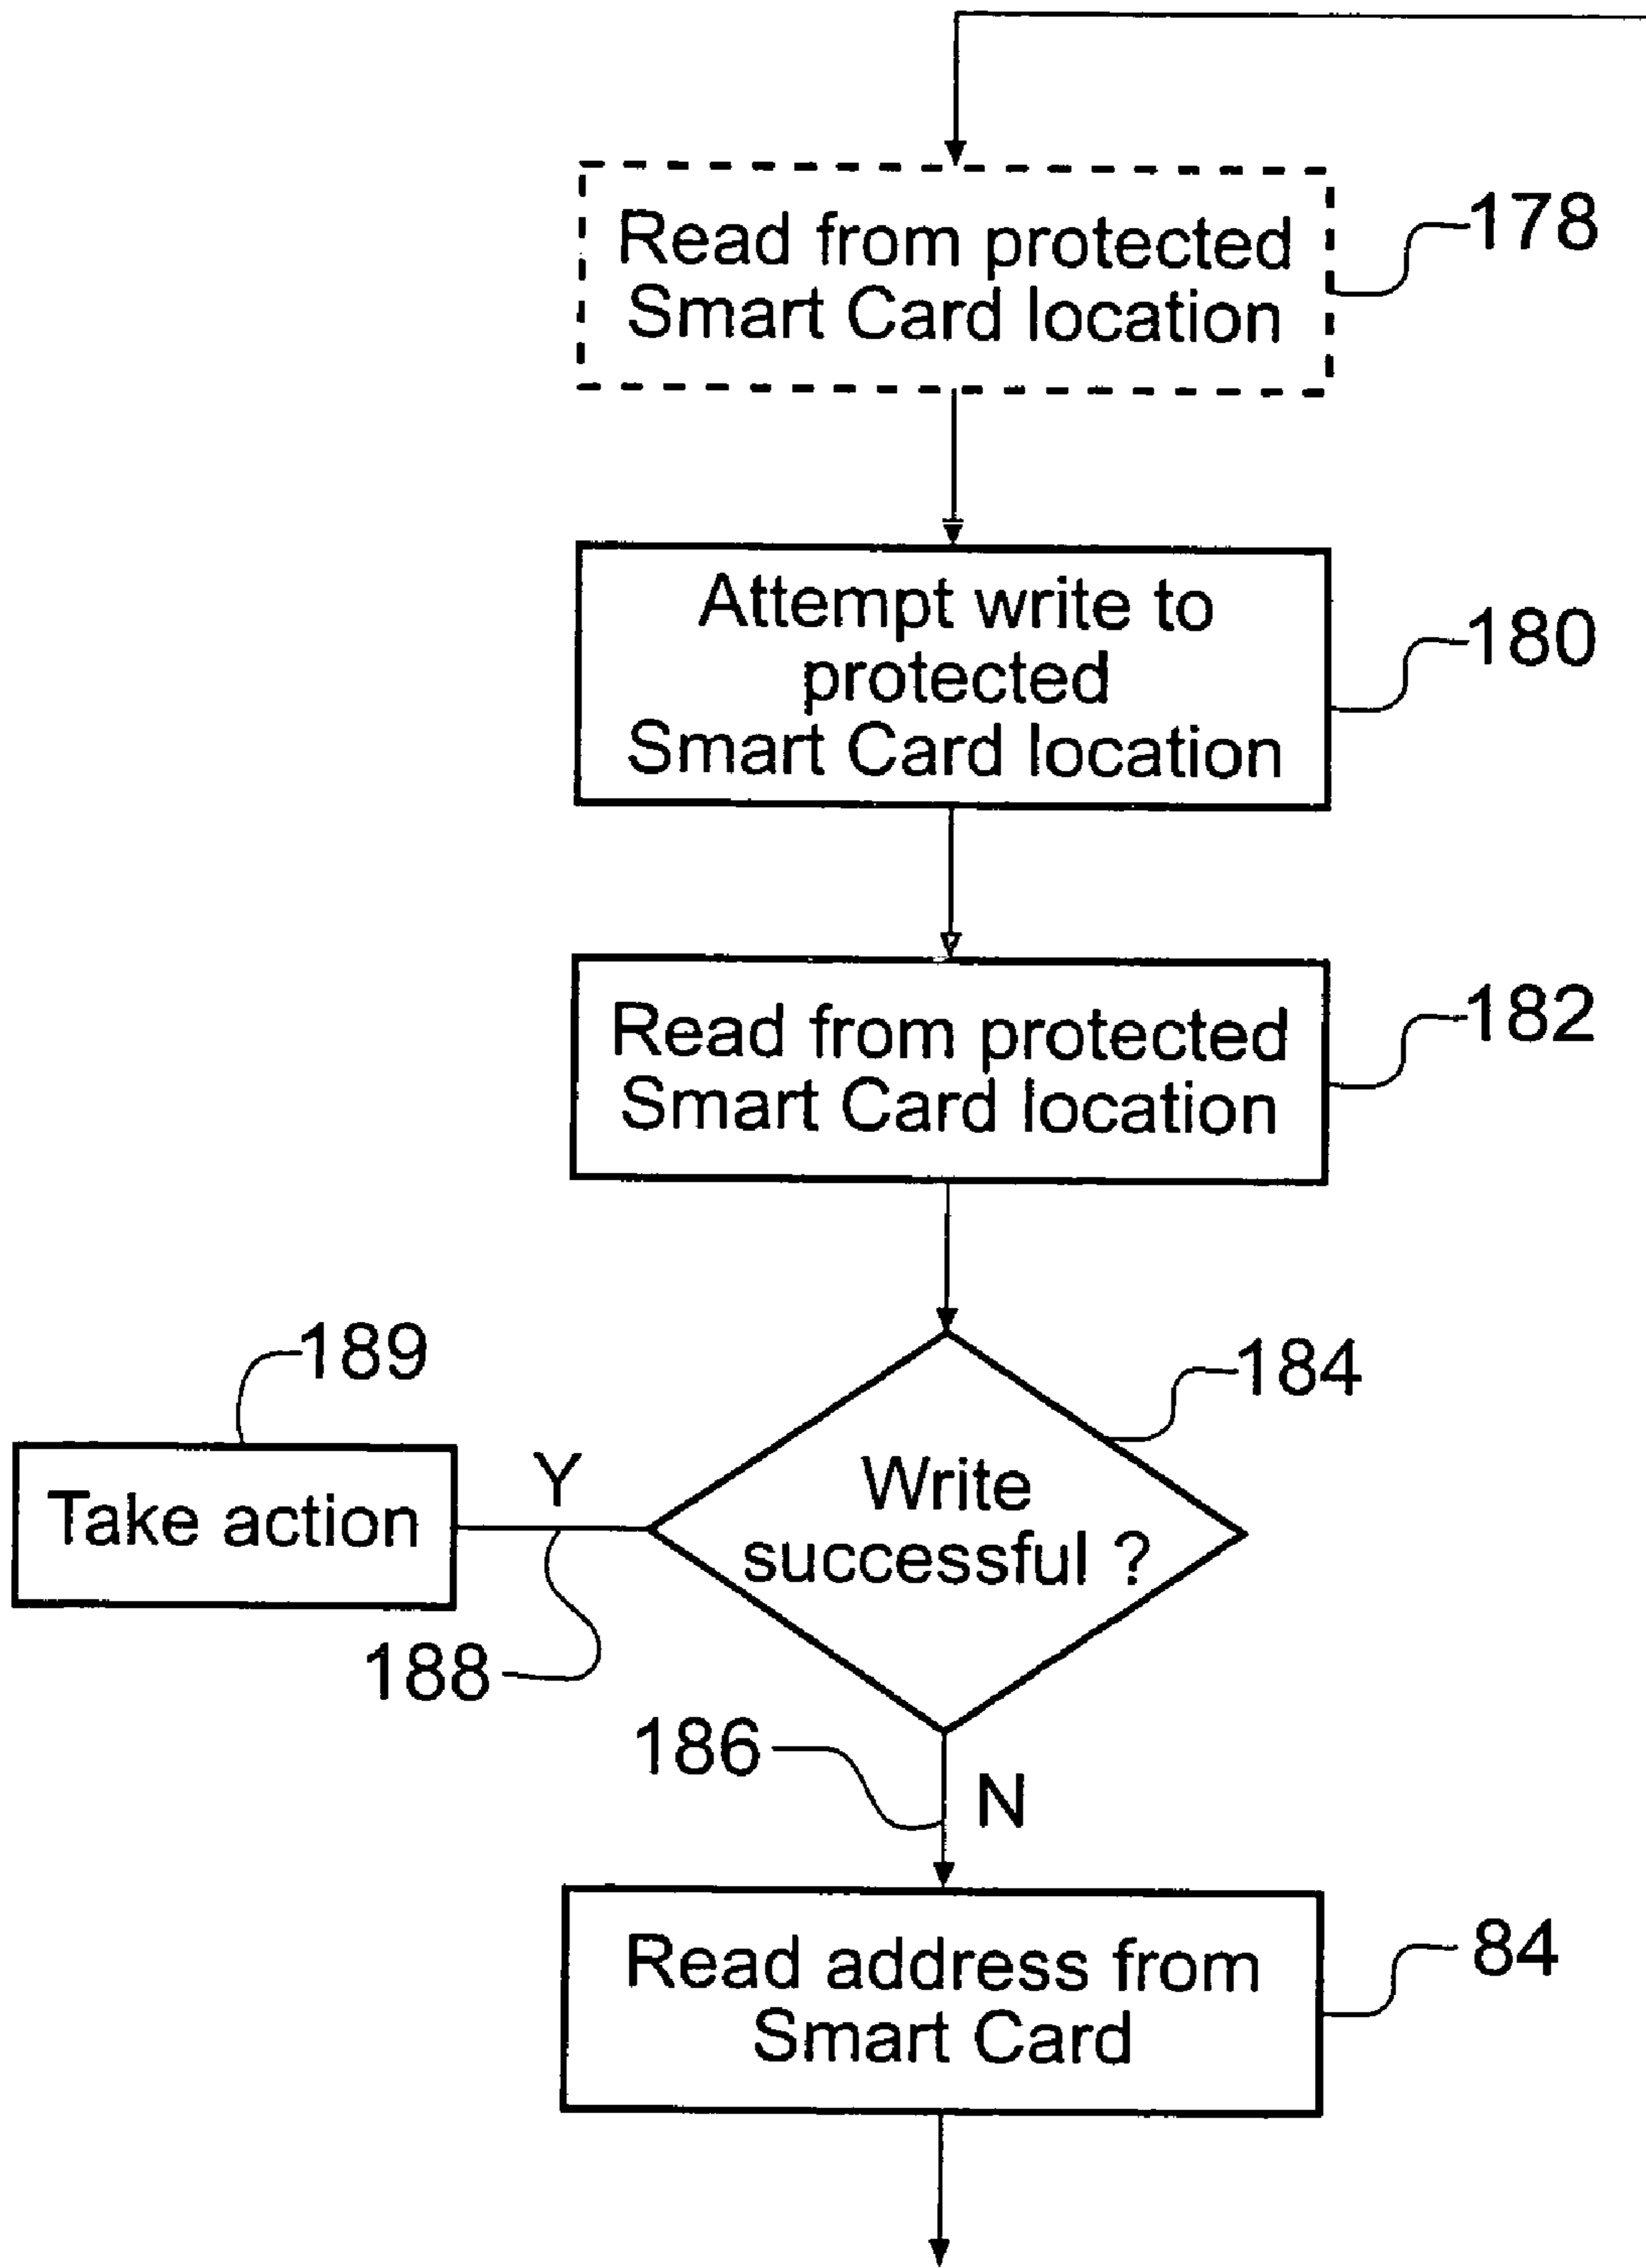 Read from protected
Smart Card location
178
Attempt write to
protected
Smart Card location
180
Read from protected
Smart Card location
182
189
184
Take action
Y
Write
successful ?
188
186
N
Read address from
Smart Card
84